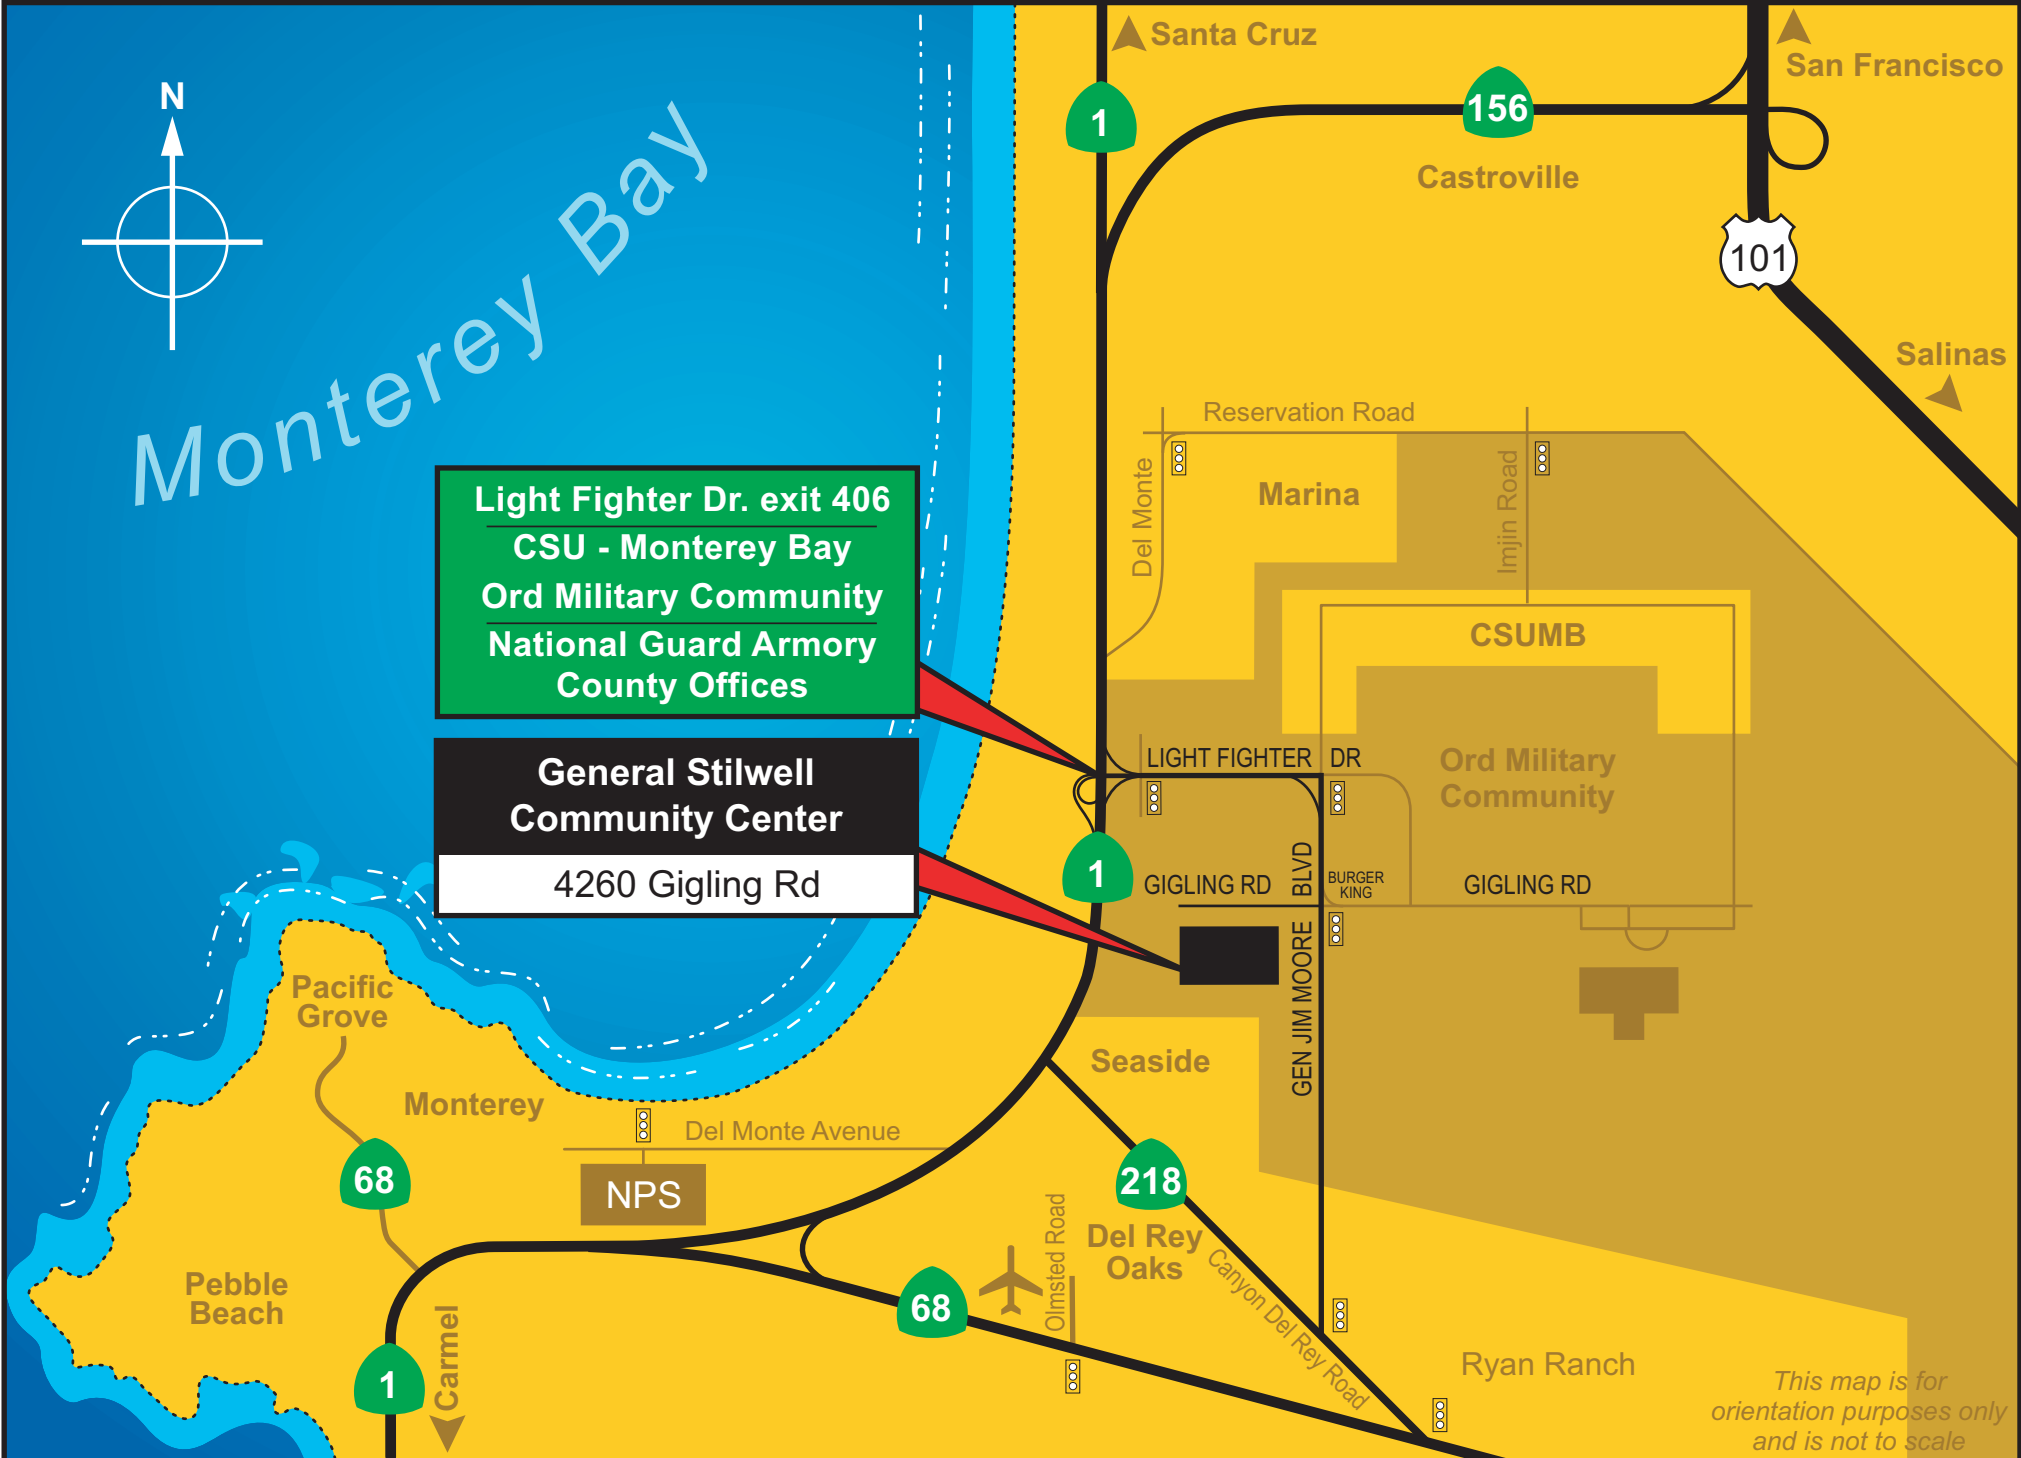 Santa Cruz
San Francisco
N
1
156
Castroville
Monterey Bay
101
Salinas
Reservation Road
Del Monte
Marina
Imjin Road
Light Fighter Dr. exit 406
CSU - Monterey Bay
Ord Military Community
National Guard Armory
County Offices
CSUMB
LIGHT FIGHTER DR
Ord Military
Community
General Stilwell
Community Center
4260 Gigling Rd
1
GIGLING RD
GEN JIM MOORE BLVD
BURGER
KING
GIGLING RD
Pacific
Grove
Seaside
Monterey
Del Monte Avenue
68
NPS
218
Del Rey
Oaks
Olmsted Road
Canyon Del Rey Road
Pebble
Beach
68
Carmel
1
Ryan Ranch
This map is for
orientation purposes only
and is not to scale